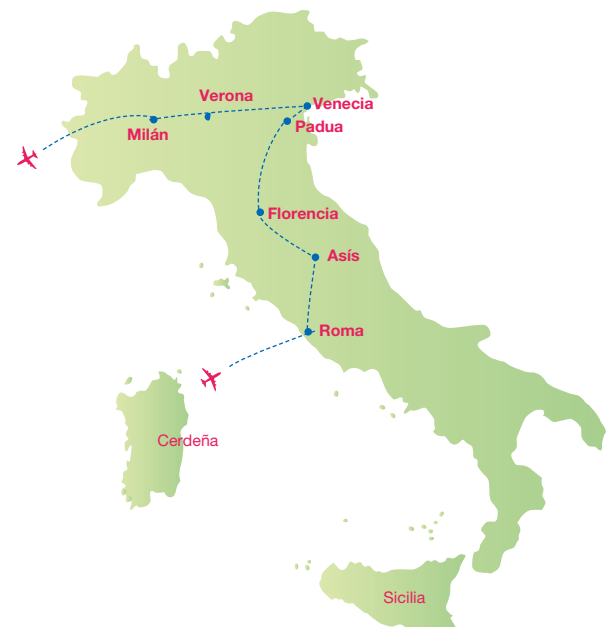 Verona
Venecia
Milán
Padua
Florencia
Asís
Roma
Cerdeña
Sicilia